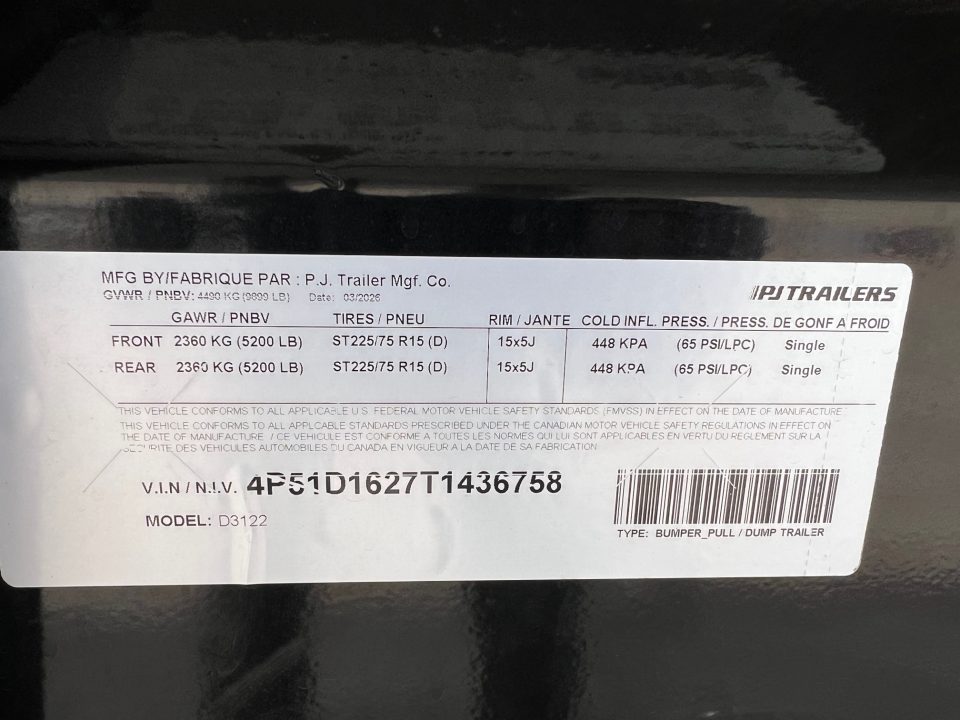 MFG BY/FABRIQUE PAR : P.J. Trailer Mgf. Co.
GVWR / PNBV: 4490 KG (9899 LB) Date: 03/2026
PJTRAILERS
GAWR / PNBV TIRES / PNEU RIM / JANTE COLD INFL. PRESS. / PRESS. DE GONF A FROID
FRONT 2360 KG (5200 LB) ST225/75 R15 (D) 15x5J 448 KPA (65 PSI/LPC) Single
REAR 2360 KG (5200 LB) ST225/75 R15 (D) 15x5J 448 KPA (65 PSI/LPC) Single
THIS VEHICLE CONFORMS TO ALL APPLICABLE U.S. FEDERAL MOTOR VEHICLE SAFETY STANDARDS (FMVSS) IN EFFECT ON THE DATE OF MANUFACTURE
THIS VEHICLE CONFORMS TO ALL APPLCABLE STANDARDS PRESCRIBED UNDER THE CANADIAN MOTOR VEHICLE SAFETY REGULATIONS IN EFFECT ON
THE DATE OF MANUFACTURE / CE VEHICULE EST CONFORME A TOUTES LES NORMES QUI LUI SONT APPLICABLES EN VERTU DU REGLEMENT SUR LA
SECURITE DES VEHICULES AUTOMOBILES DU CANADA EN VIGUEUR A LA DATE DE SA FABRICATION
V.I.N / N.I.V. 4P51D1627T1436758
MODEL: D3122
TYPE: BUMPER_PULL / DUMP TRAILER